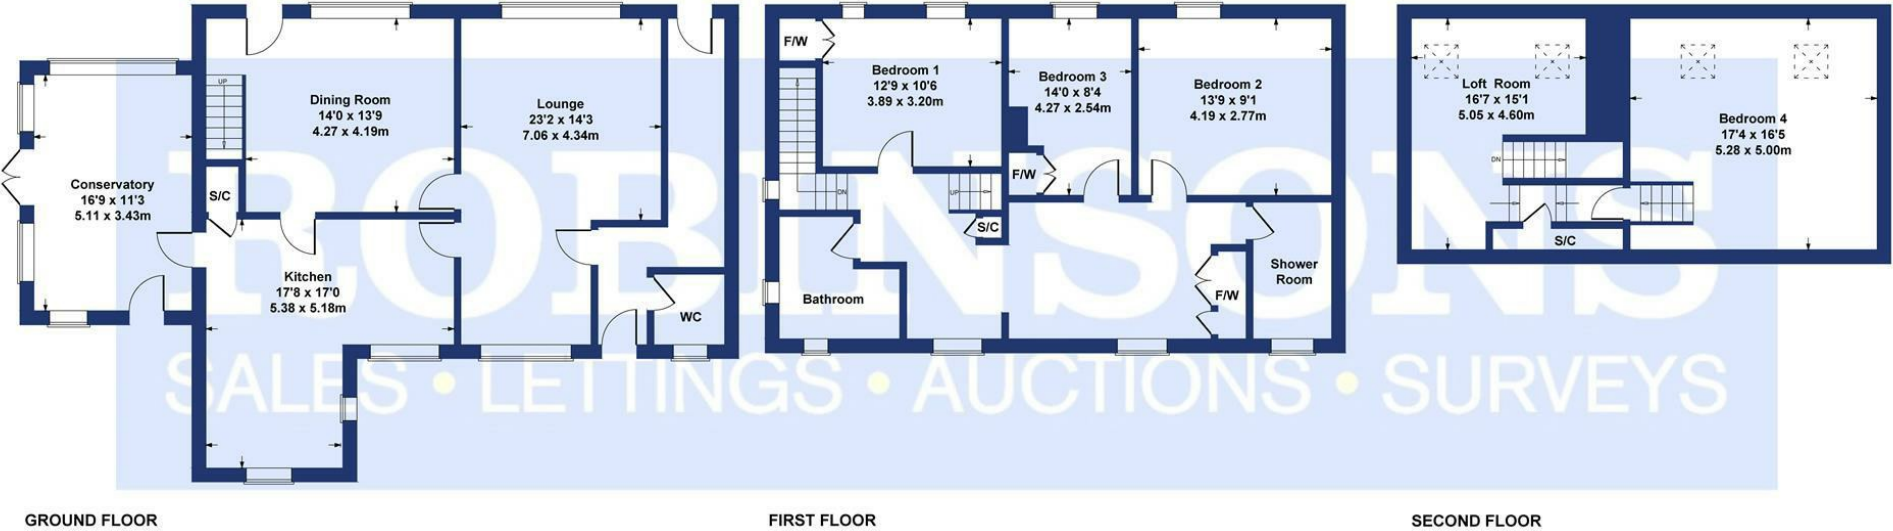 F/W
Bedroom 1
12'9 x 10'6
3.89 x 3.20m
Bedroom 3
14'0 x 8'4
4.27 x 2.54m
Bedroom 2
13'9 x 9'1
4.19 x 2.77m
Loft Room
16'7 x 15'1
5.05 x 4.60m
Bedroom 4
17'4 x 16'5
5.28 x 5.00m
UP
Dining Room
14'0 x 13'9
4.27 x 4.19m
Lounge
23'2 x 14'3
7.06 x 4.34m
Conservatory
16'9 x 11'3
5.11 x 3.43m
S/C
F/W
DN
UP
DN
S/C
S/C
Kitchen
17'8 x 17'0
5.38 x 5.18m
WC
Bathroom
F/W
Shower
Room
ROBINSONS
SALES • LETTINGS • AUCTIONS • SURVEYS
GROUND FLOOR
FIRST FLOOR
SECOND FLOOR